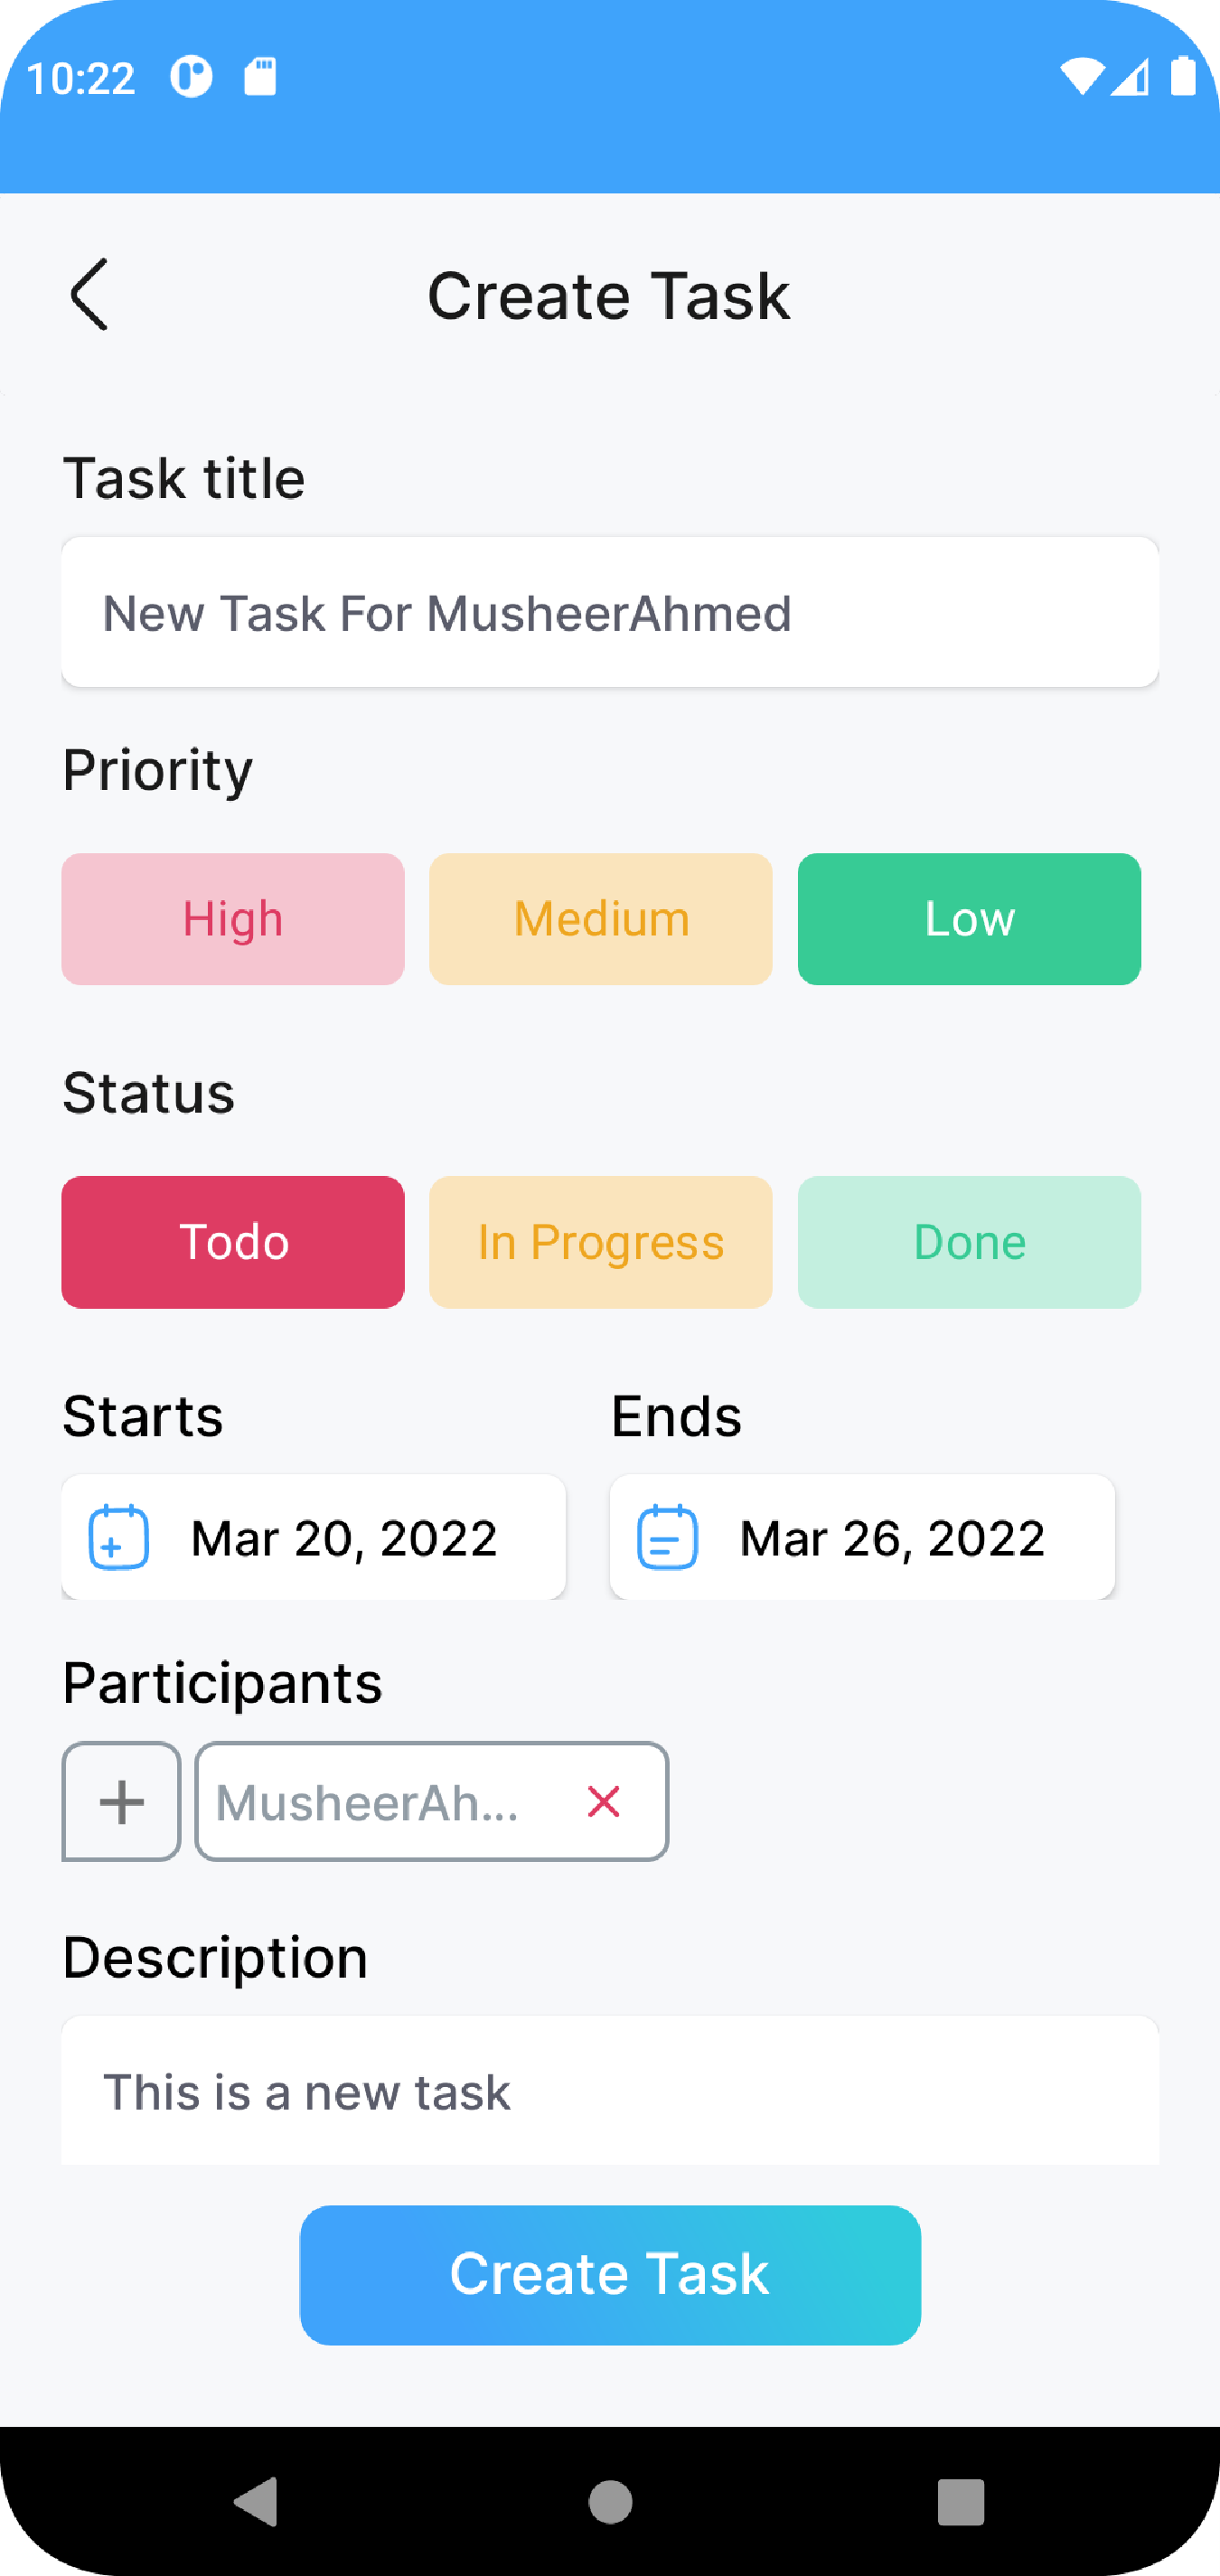 10:22
Create Task
Task title
New Task For MusheerAhmed
Priority
High Medium Low
Status
Todo In Progress Done
Starts Ends
Mar 20, 2022 Mar 26, 2022
Participants
MusheerAh...
Description
This is a new task
Create Task